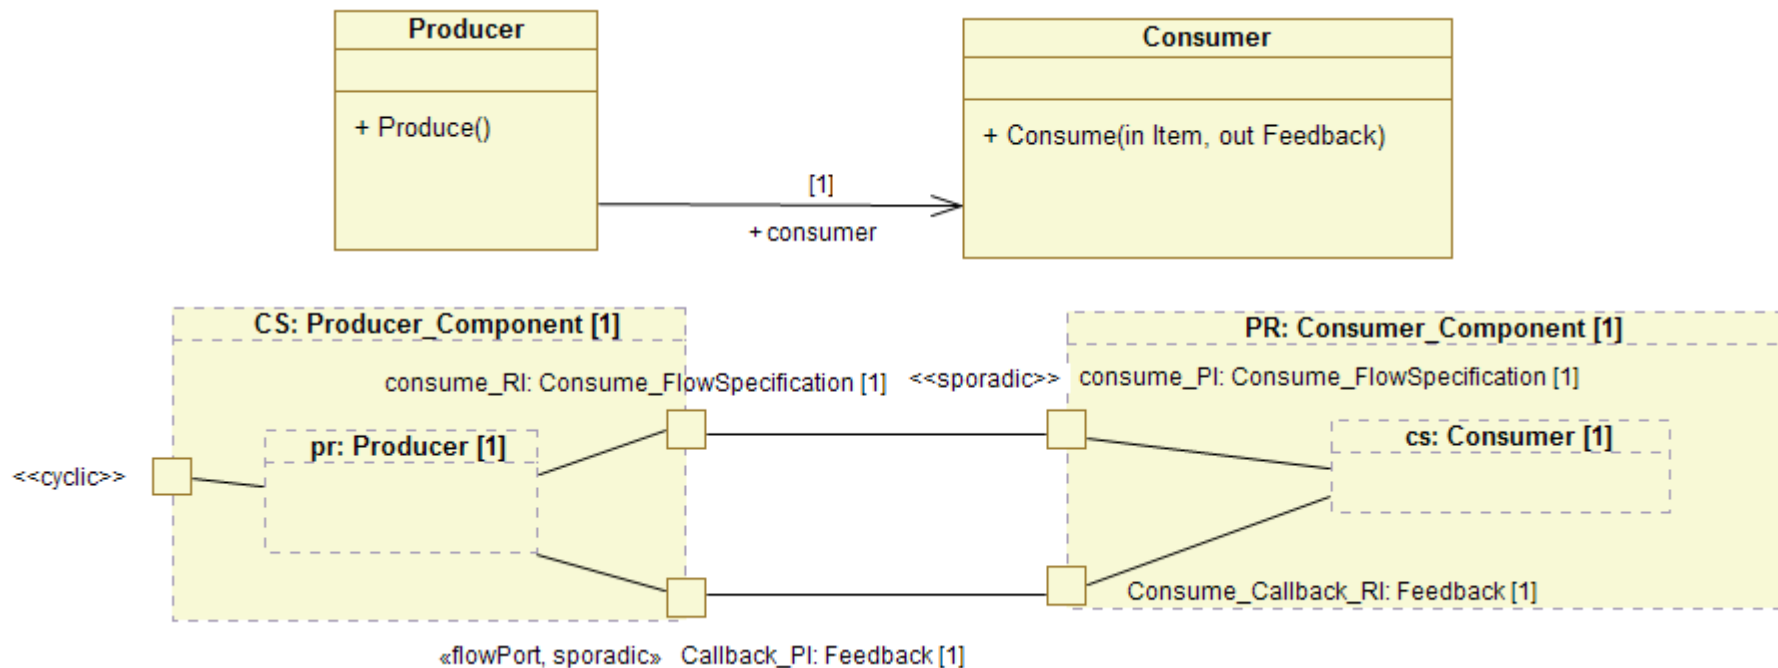 Producer
Consumer
+ Produce()
+ Consume(in Item, out Feedback)
[1]
+ consumer
CS: Producer_Component [1]
PR: Consumer_Component [1]
consume_RI: Consume_FlowSpecification [1]
<<sporadic>>
consume_PI: Consume_FlowSpecification [1]
pr: Producer [1]
cs: Consumer [1]
<<cyclic>>
Consume_Callback_RI: Feedback [1]
«flowPort, sporadic» Callback_PI: Feedback [1]